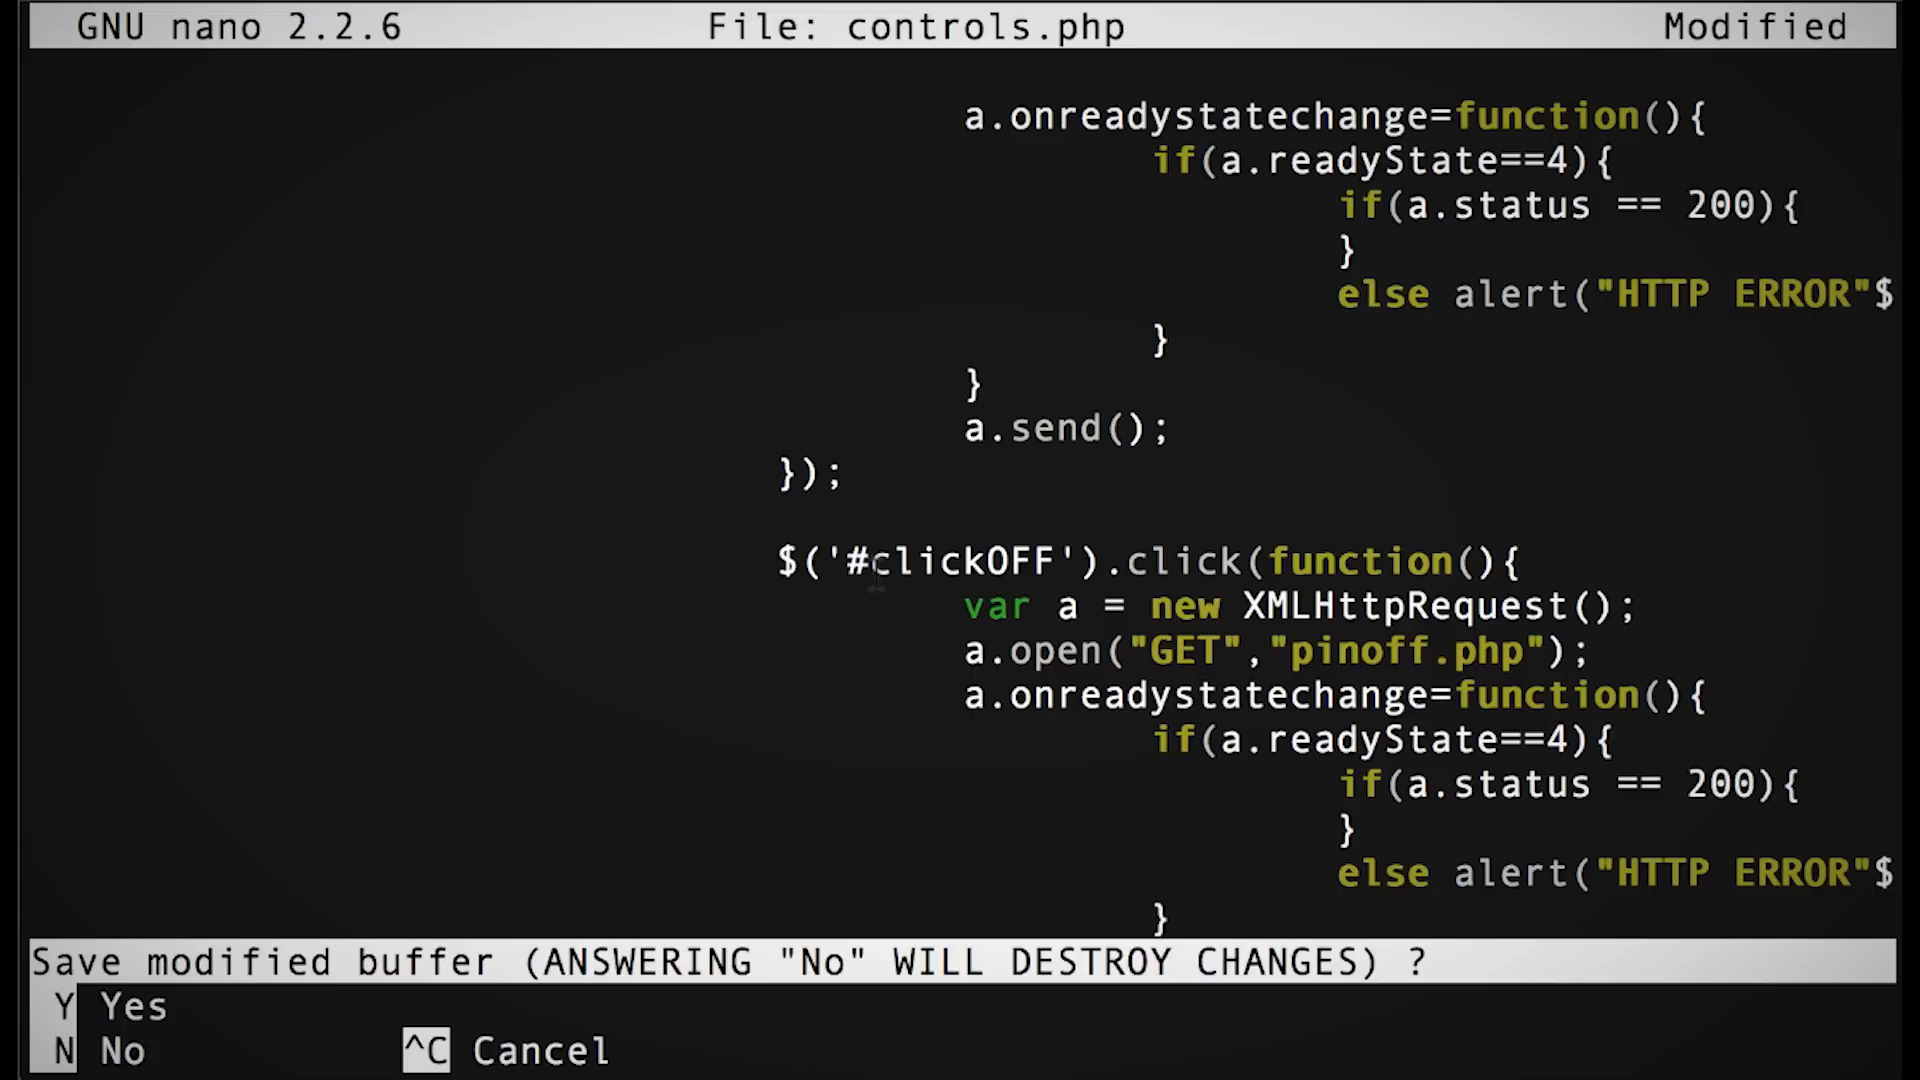 GNU nano 2.2.6 File: controls.php Modified
a.onreadystatechange=function(){
if(a.readyState==4){
if(a.status == 200){
}
else alert("HTTP ERROR"$
}
}
a.send();
});
$('#clickOFF').click(function(){
var a = new XMLHttpRequest();
a.open("GET","pinoff.php");
a.onreadystatechange=function(){
if(a.readyState==4){
if(a.status == 200){
}
else alert("HTTP ERROR"$
}
Save modified buffer (ANSWERING "No" WILL DESTROY CHANGES) ?
Y Yes
N No ^C Cancel